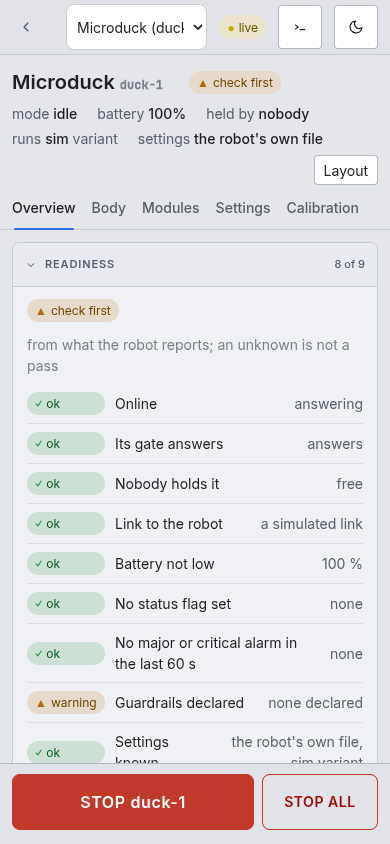 Microduck (duck
live
Microduck duck-1 ▲ check first
mode idle battery 100% held by nobody
runs sim variant settings the robot's own file
Layout
Overview Body Modules Settings Calibration
READINESS 8 of 9
▲ check first
from what the robot reports; an unknown is not a
pass
✓ ok Online answering
✓ ok Its gate answers answers
✓ ok Nobody holds it free
✓ ok Link to the robot a simulated link
✓ ok Battery not low 100 %
✓ ok No status flag set none
✓ ok No major or critical alarm in
the last 60 s none
▲ warning Guardrails declared none declared
✓ ok Settings the robot's own file,
known sim variant
STOP duck-1 STOP ALL